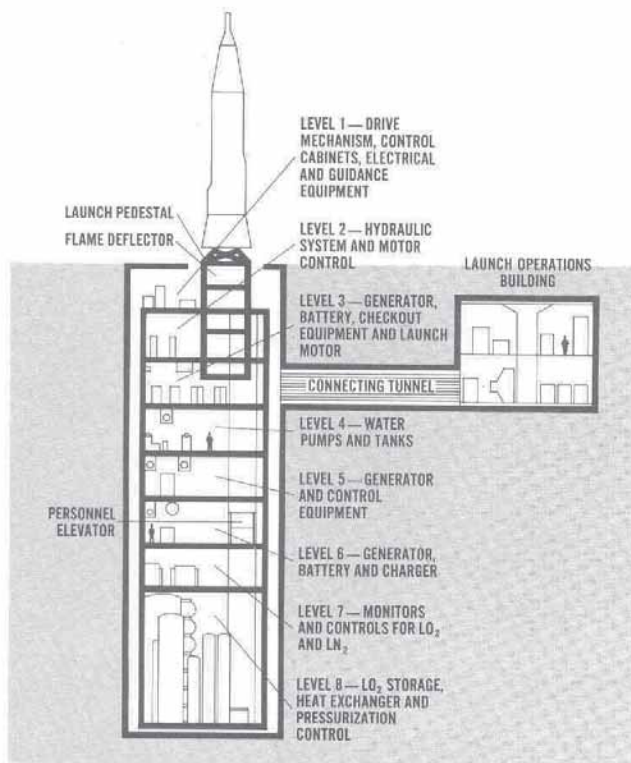 LEVEL 1 — DRIVE
MECHANISM, CONTROL
CABINETS, ELECTRICAL
AND GUIDANCE
EQUIPMENT
LAUNCH PEDESTAL
FLAME DEFLECTOR
LEVEL 2 — HYDRAULIC
SYSTEM AND MOTOR
CONTROL
LAUNCH OPERATIONS
BUILDING
LEVEL 3 — GENERATOR,
BATTERY, CHECKOUT
EQUIPMENT AND LAUNCH
MOTOR
CONNECTING TUNNEL
LEVEL 4 — WATER
PUMPS AND TANKS
LEVEL 5 — GENERATOR
AND CONTROL
EQUIPMENT
PERSONNEL
ELEVATOR
LEVEL 6 — GENERATOR,
BATTERY AND CHARGER
LEVEL 7 — MONITORS
AND CONTROLS FOR LO₂
AND LN₂
LEVEL 8 — LO₂ STORAGE,
HEAT EXCHANGER AND
PRESSURIZATION
CONTROL